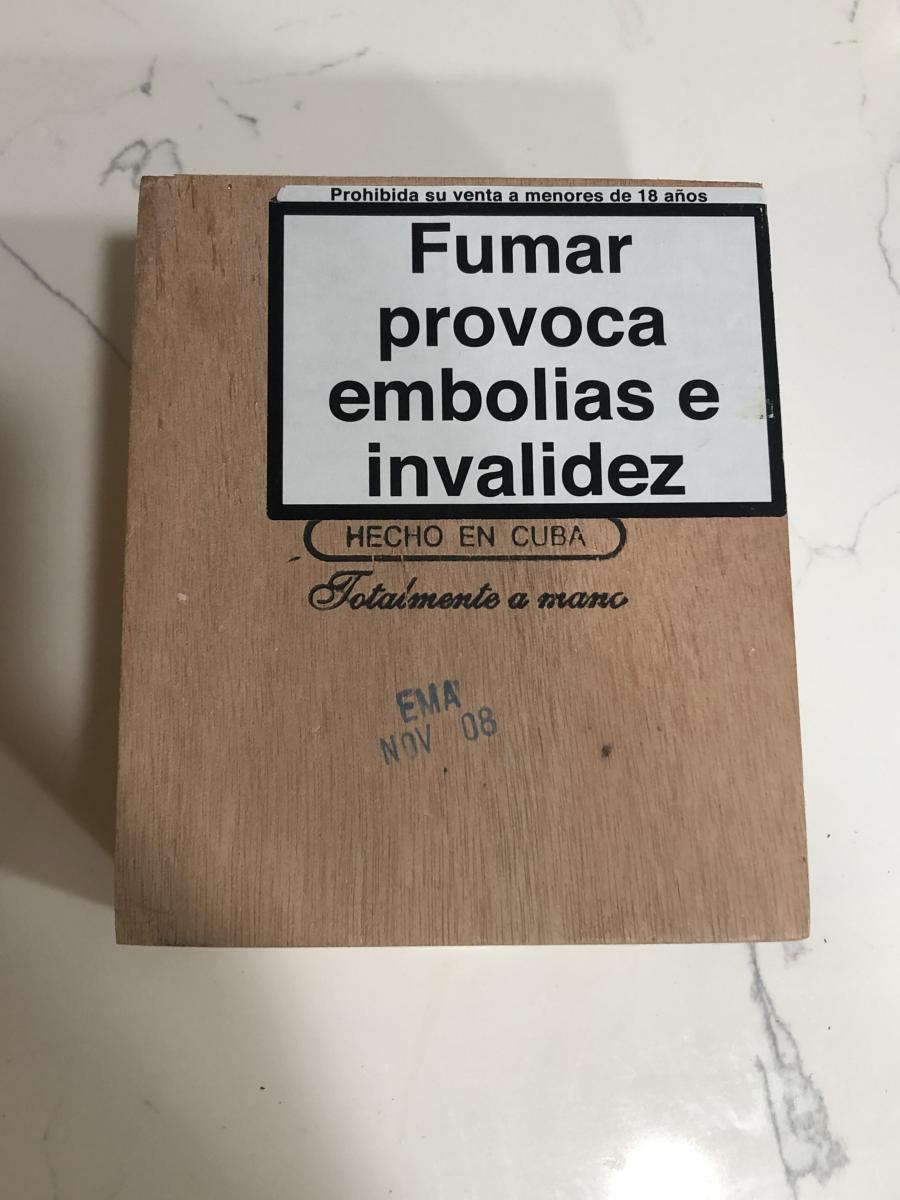 Prohibida su venta a menores de 18 años
Fumar
provoca
embolias e
invalidez
HECHO EN CUBA
Totalmente a mano
EMA
NOV 08